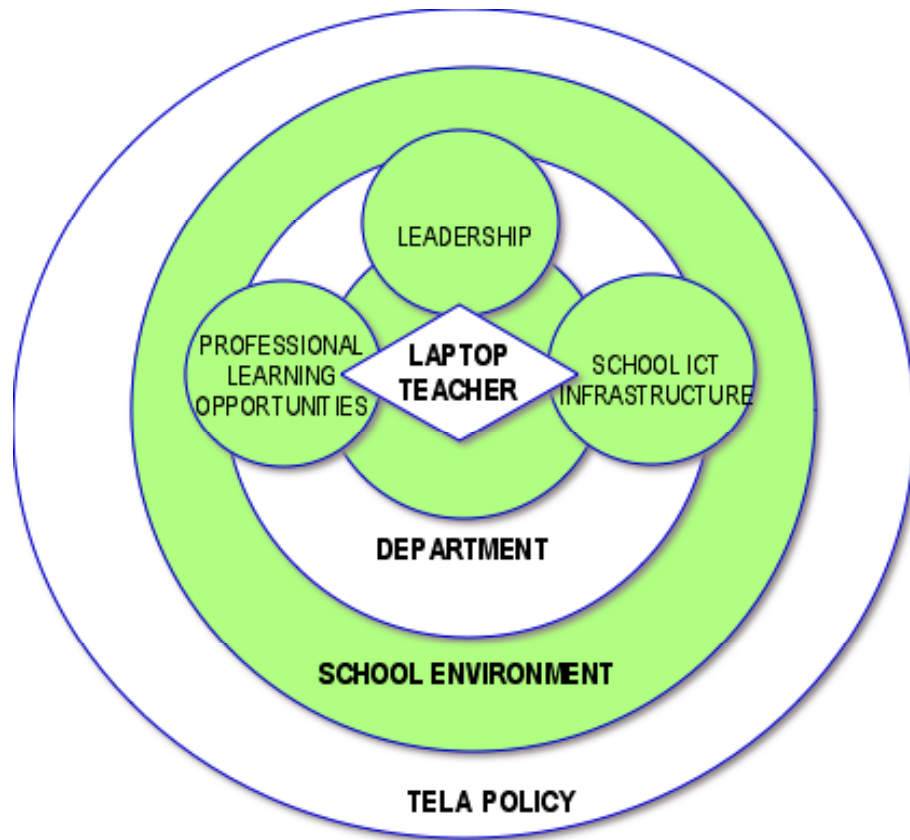 LEADERSHIP
PROFESSIONAL
LEARNING
OPPORTUNITIES
LAPTOP
TEACHER
SCHOOL ICT
INFRASTRUCTURE
DEPARTMENT
SCHOOL ENVIRONMENT
TELA POLICY